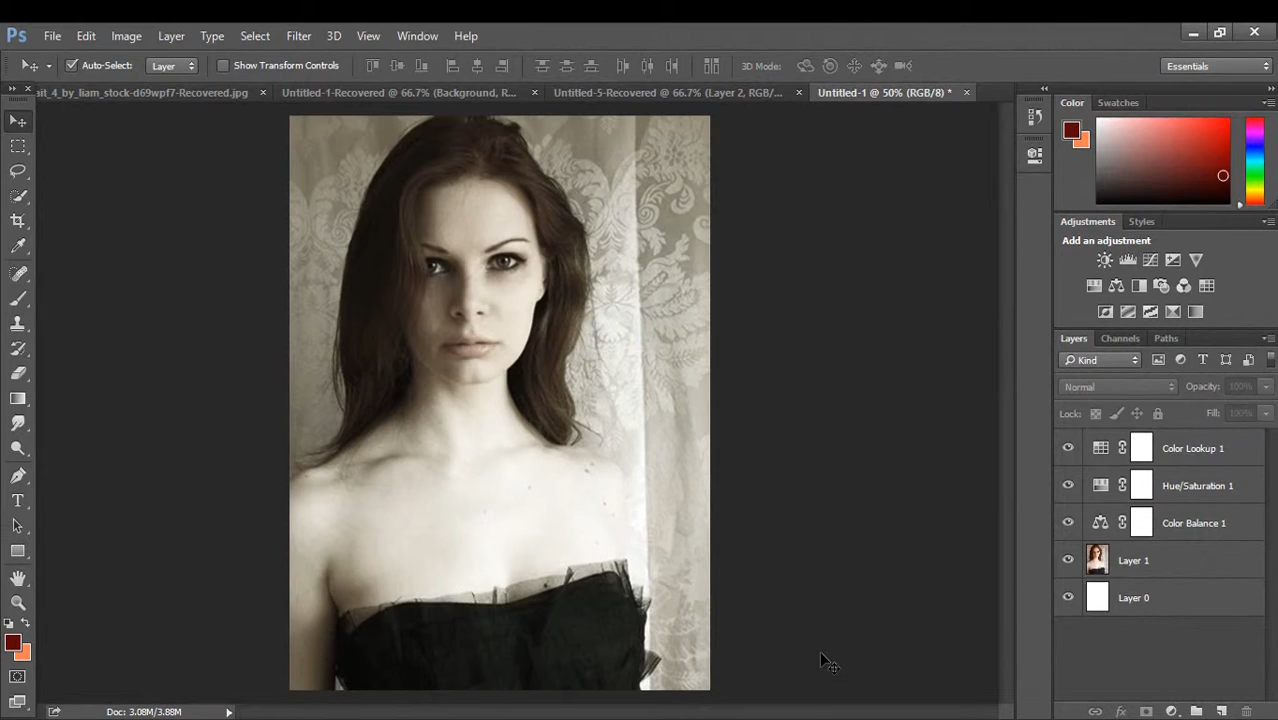 Ps File Edit Image Layer Type Select Filter 3D View Window Help
Auto-Select: Layer Show Transform Controls 3D Mode: Essentials
ait_4_by_liam_stock-d69wpf7-Recovered.jpg Untitled-1-Recovered @ 66.7% (Background, R... Untitled-5-Recovered @ 66.7% (Layer 2, RGB/... Untitled-1 @ 50% (RGB/8) *
Color Swatches
Adjustments Styles
Add an adjustment
Layers Channels Paths
Kind
Normal Opacity: 100%
Lock: Fill: 100%
Color Lookup 1
Hue/Saturation 1
Color Balance 1
Layer 1
Layer 0
T
Doc: 3.08M/3.88M
fx